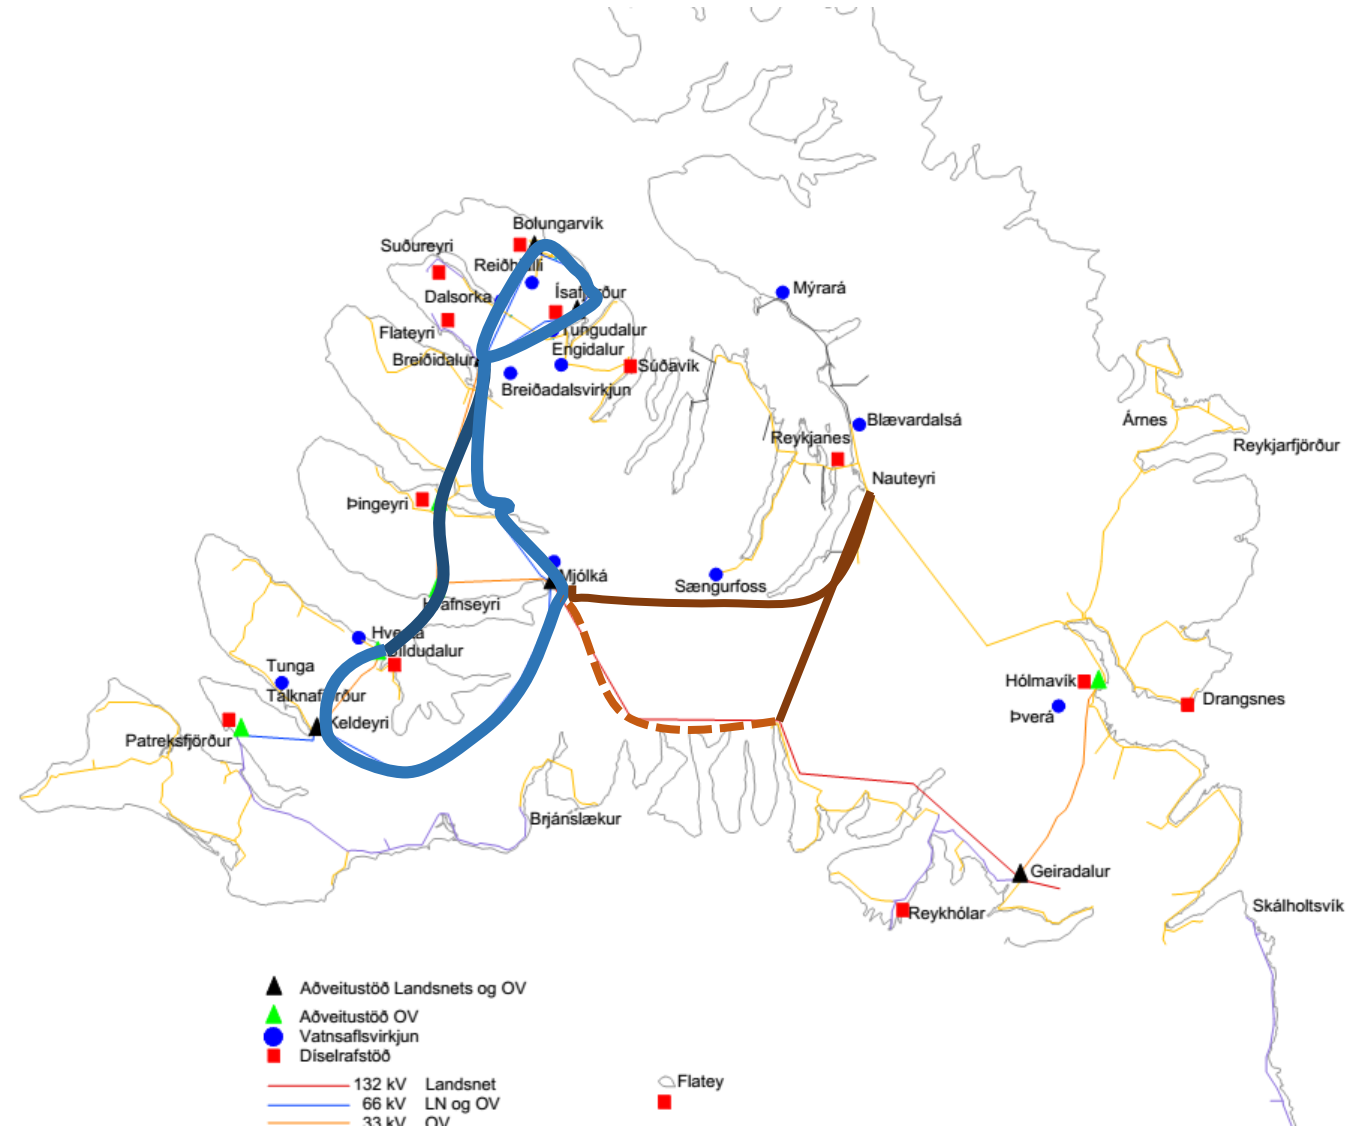 Bolungarvík
Suðureyri
Reiðhjalli
Dalsorka
Ísafjörður
Mýrará
Flateyri
Tungudalur
Engidalur
Breiðidalur
Súðavík
Breiðadalsvirkjun
Blævardalsá
Árnes
Reykjanes
Reykjarfjörður
Nauteyri
Þingeyri
Mjólká
Sængurfoss
Hrafnseyri
Hvesta
Bíldudalur
Tunga
Tálknafjörður
Hólmavík
Drangsnes
Þverá
Keldeyri
Patreksfjörður
Brjánslækur
Geiradalur
Reykhólar
Skálholtsvík
Aðveitustöð Landsnets og OV
Aðveitustöð OV
Vatnsaflsvirkjun
Díselrafstöð
132 kV Landsnet
66 kV LN og OV
33 kV OV
Flatey